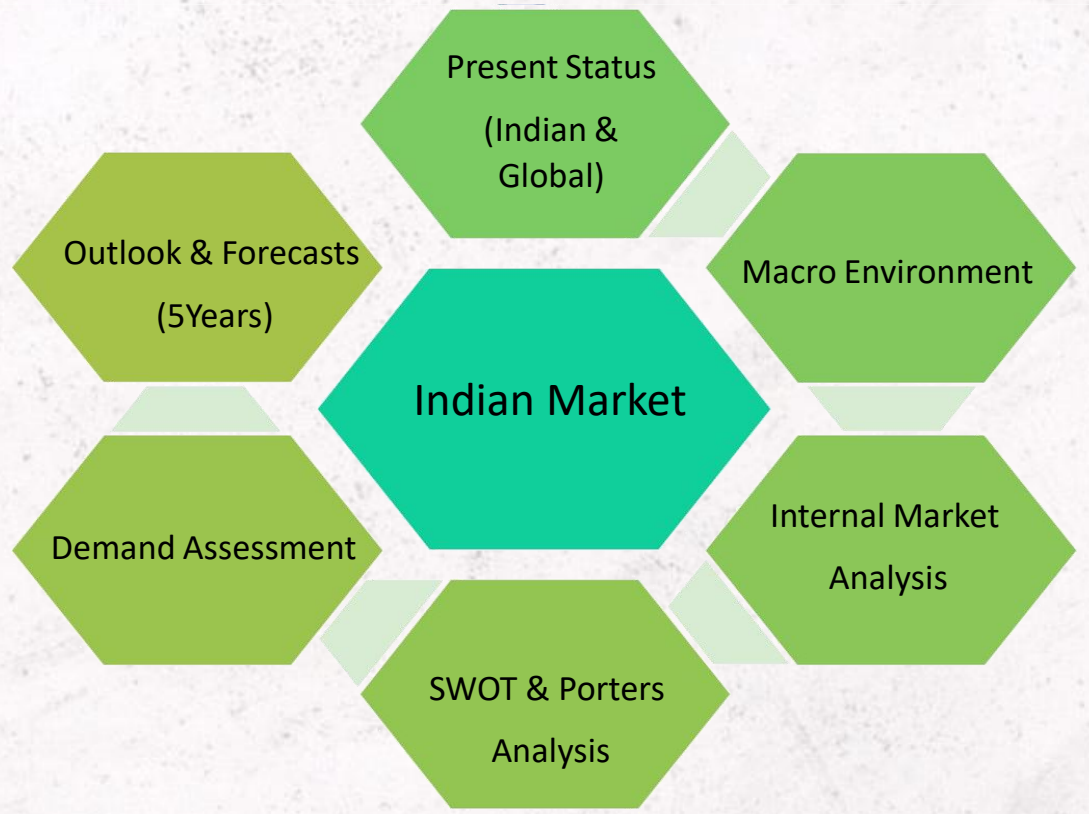 Present Status
(Indian &
Global)
Macro Environment
Internal Market
Analysis
SWOT & Porters
Analysis
Demand Assessment
Outlook & Forecasts
(5Years)
Indian Market